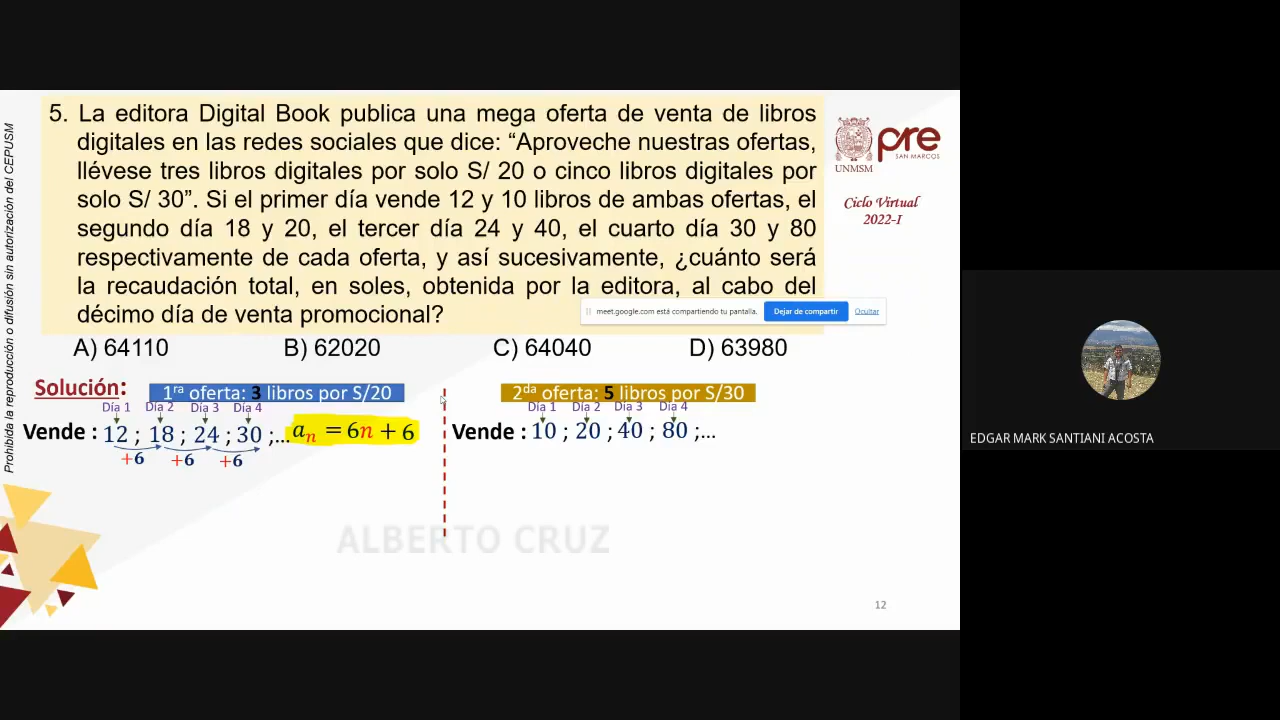 Prohibida la reproducción o difusión sin autorización del CEPUSM
5. La editora Digital Book publica una mega oferta de venta de libros
digitales en las redes sociales que dice: “Aproveche nuestras ofertas,
llévese tres libros digitales por solo S/ 20 o cinco libros digitales por
solo S/ 30”. Si el primer día vende 12 y 10 libros de ambas ofertas, el
segundo día 18 y 20, el tercer día 24 y 40, el cuarto día 30 y 80
respectivamente de cada oferta, y así sucesivamente, ¿cuánto será
la recaudación total, en soles, obtenida por la editora, al cabo del
décimo día de venta promocional?
UNMSM
pre
SAN MARCOS
Ciclo Virtual
2022-I
meet.google.com está compartiendo tu pantalla. Dejar de compartir Ocultar
A) 64110 B) 62020 C) 64040 D) 63980
Solución: 1ra oferta: 3 libros por S/20
Día 1 Día 2 Día 3 Día 4
Vende : 12 ; 18 ; 24 ; 30 ;... aₙ = 6n + 6
+6 +6 +6
2da oferta: 5 libros por S/30
Día 1 Día 2 Día 3 Día 4
Vende : 10 ; 20 ; 40 ; 80 ;...
ALBERTO CRUZ
12
EDGAR MARK SANTIANI ACOSTA